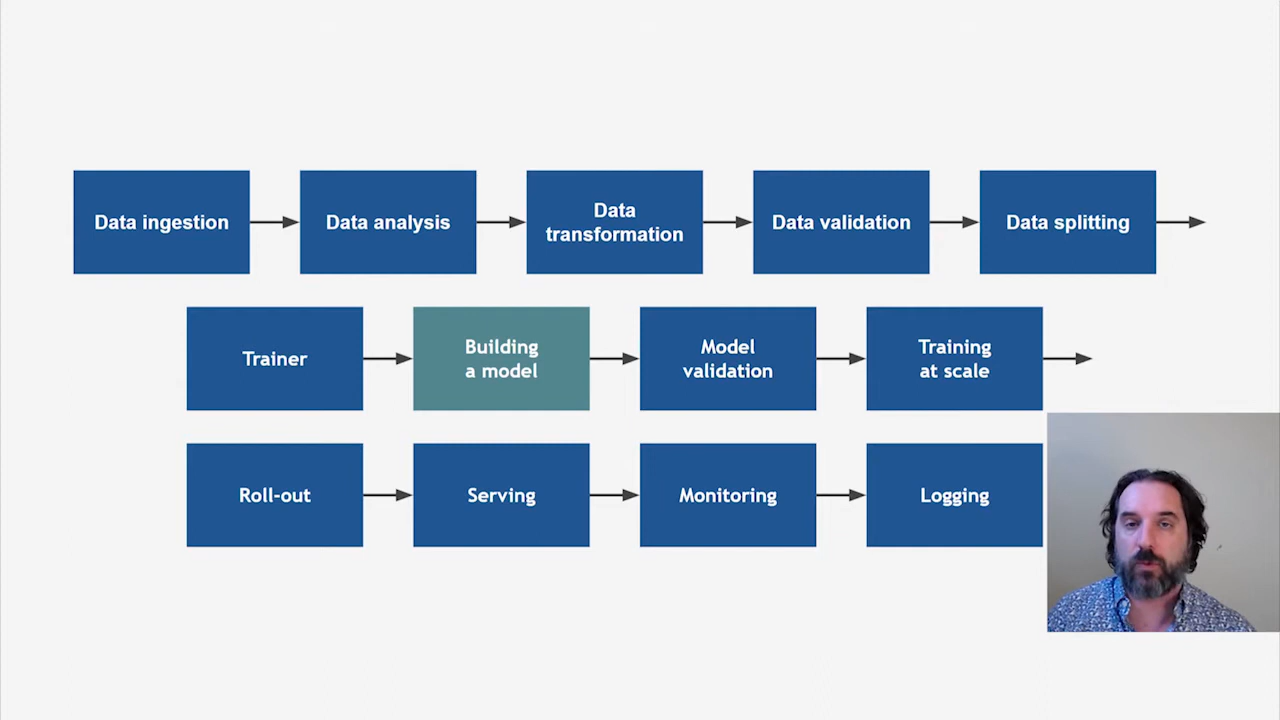 Data ingestion
Data analysis
Data
transformation
Data validation
Data splitting
Trainer
Building
a model
Model
validation
Training
at scale
Roll-out
Serving
Monitoring
Logging